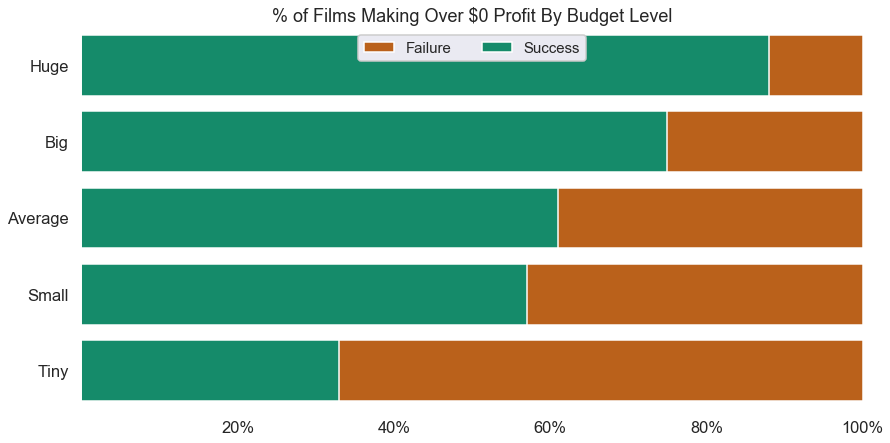 % of Films Making Over $0 Profit By Budget Level
Failure Success
Huge
Big
Average
Small
Tiny
20% 40% 60% 80% 100%